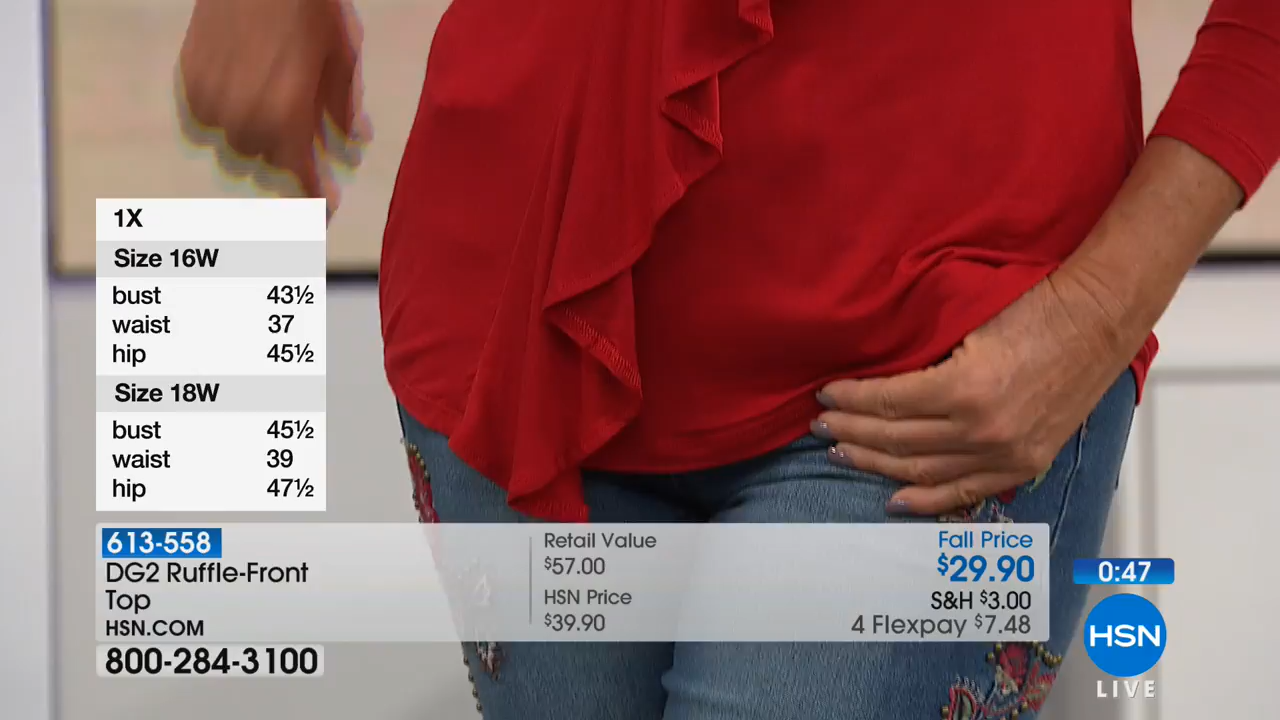 1X
Size 16W
bust 43½
waist 37
hip 45½
Size 18W
bust 45½
waist 39
hip 47½
613-558
DG2 Ruffle-Front
Top
HSN.COM
800-284-3100
Retail Value
$57.00
HSN Price
$39.90
Fall Price
$29.90
S&H $3.00
4 Flexpay $7.48
0:47
HSN
LIVE